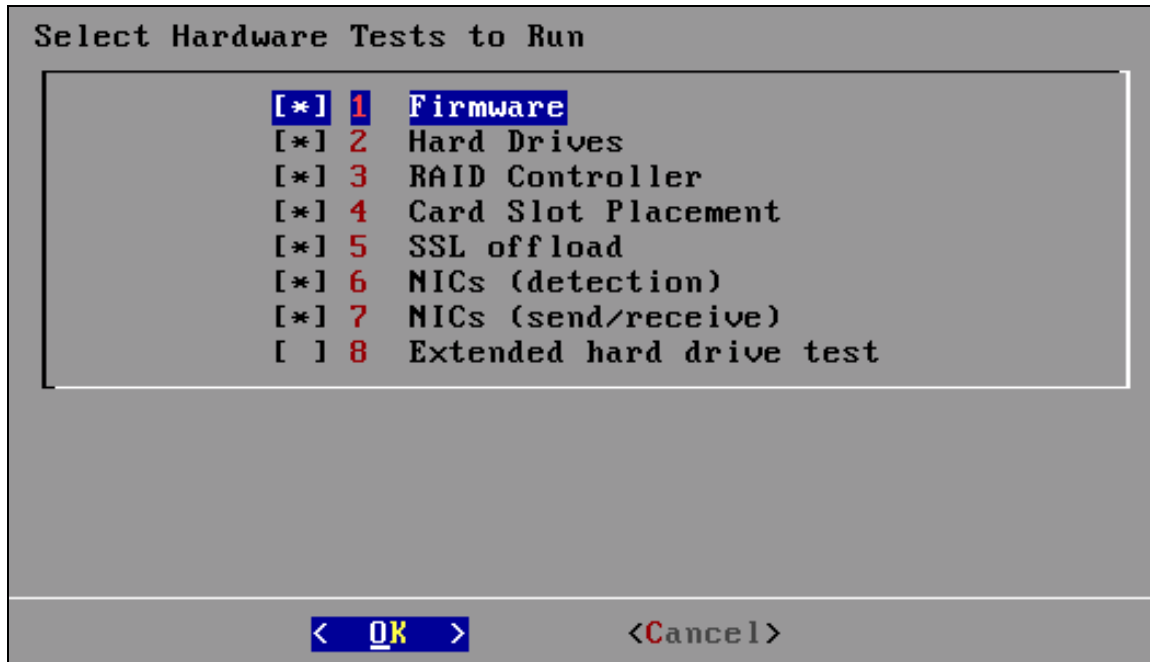 Select Hardware Tests to Run
[*] 1 Firmware
[*] 2 Hard Drives
[*] 3 RAID Controller
[*] 4 Card Slot Placement
[*] 5 SSL offload
[*] 6 NICs (detection)
[*] 7 NICs (send/receive)
[ ] 8 Extended hard drive test
< OK > <Cancel>